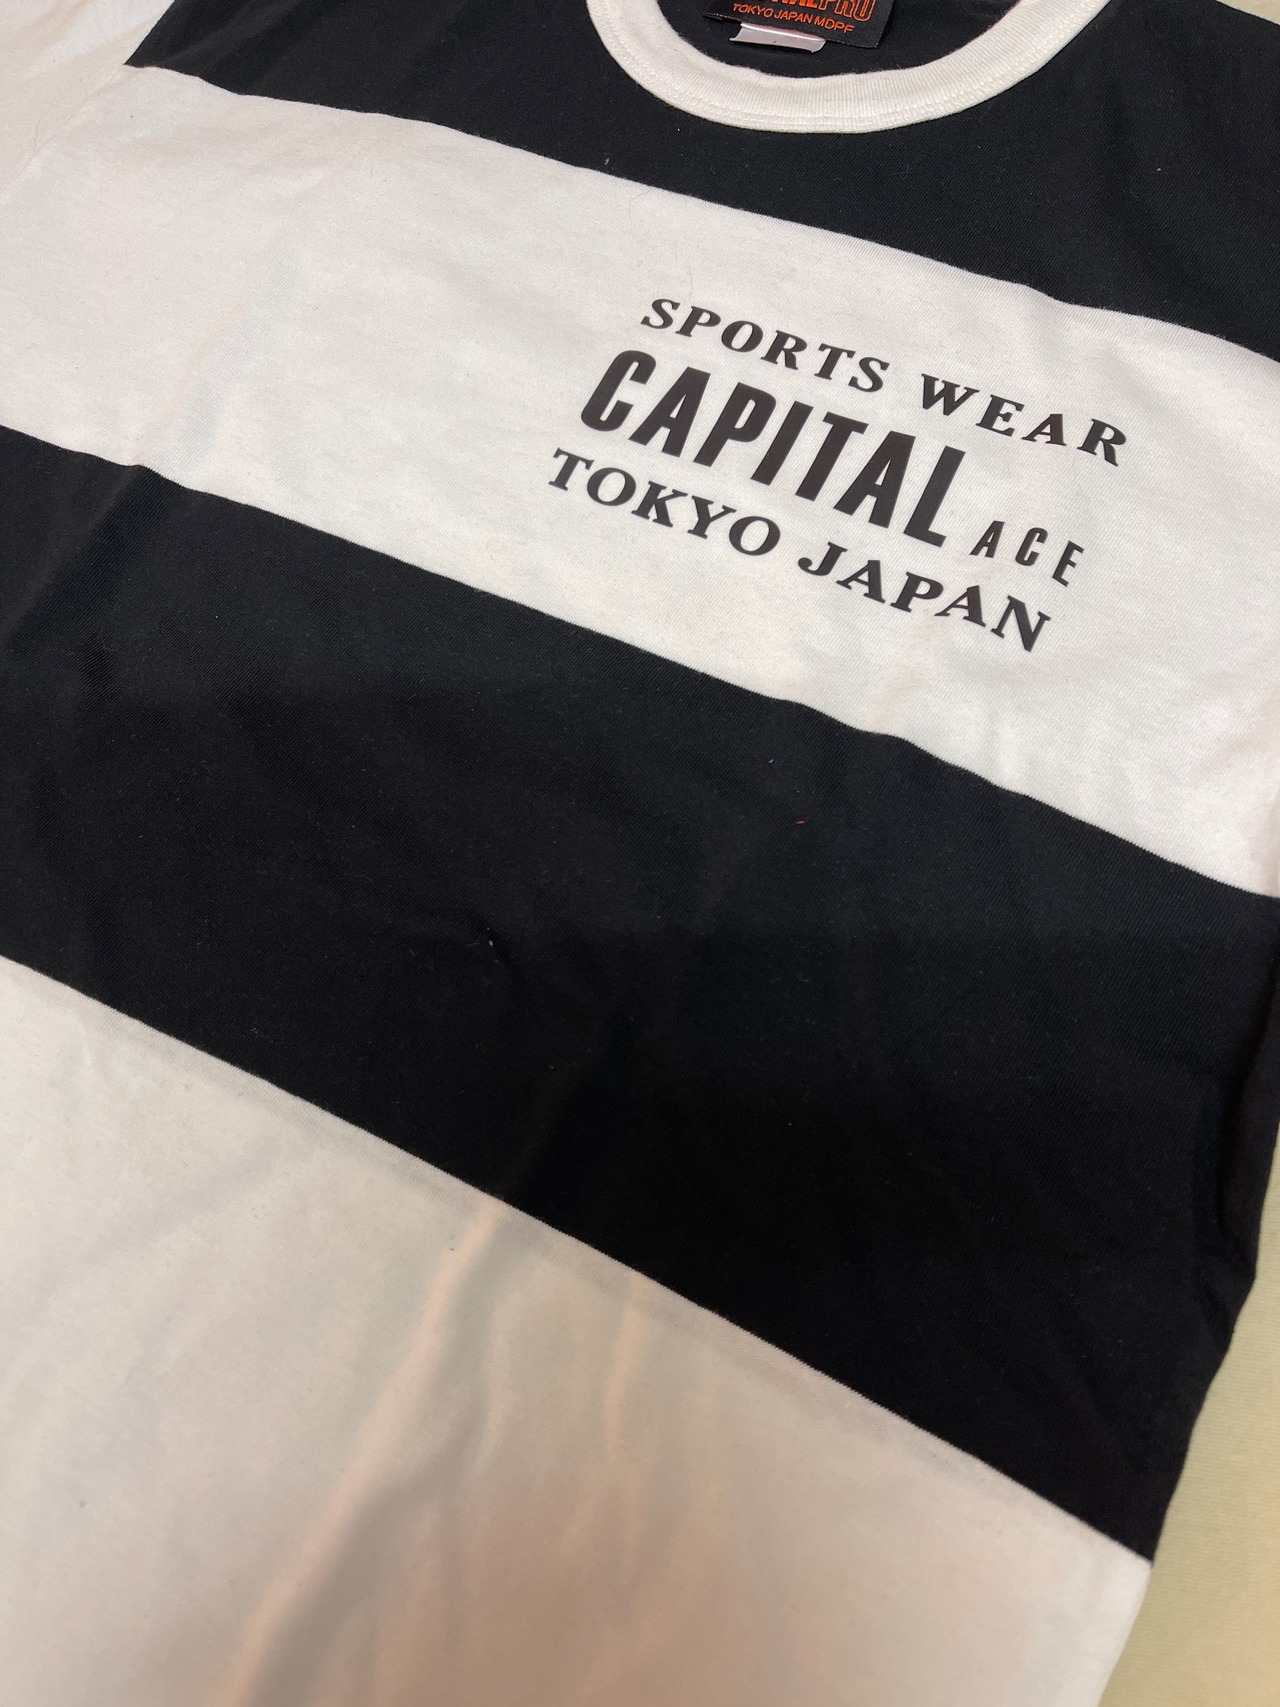 TOKYO JAPAN MDPF
SPORTS WEAR
CAPITAL ACE
TOKYO JAPAN